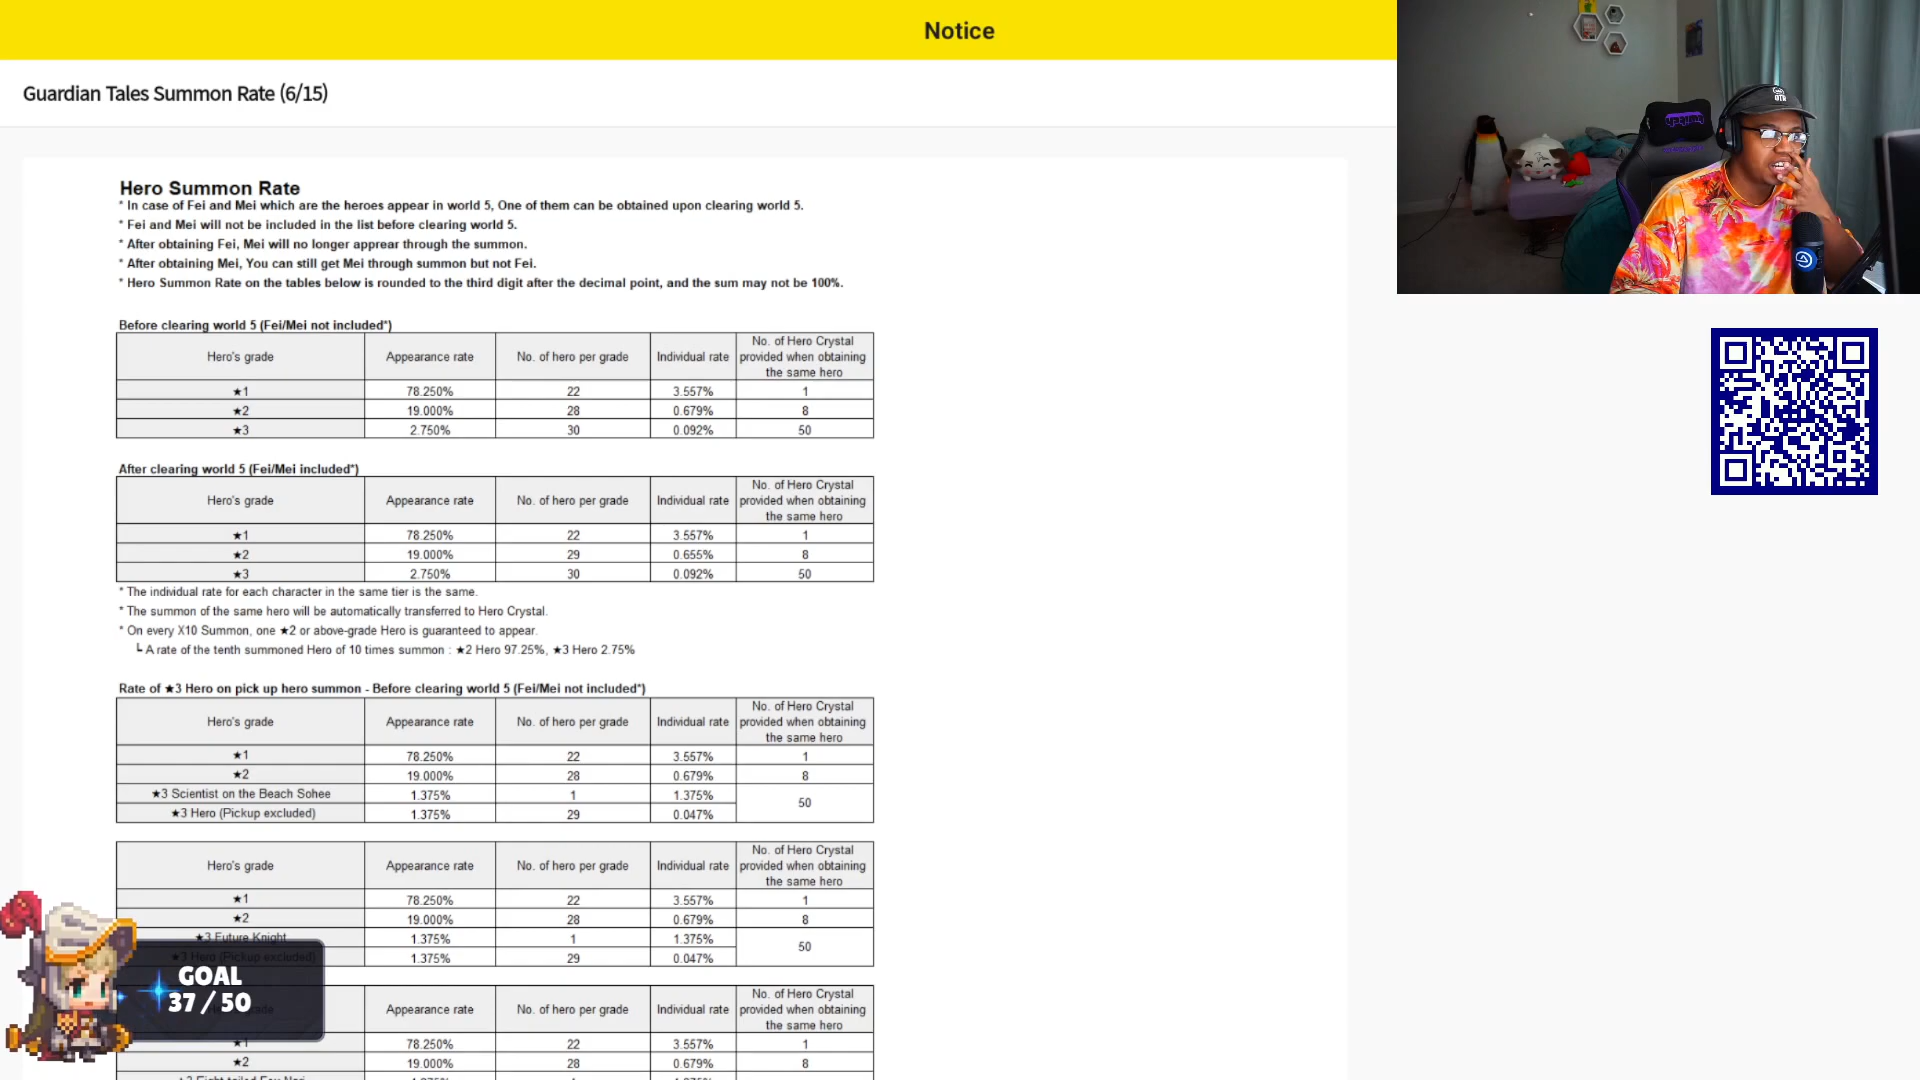 Notice
Guardian Tales Summon Rate (6/15)
Hero Summon Rate
* In case of Fei and Mei which are the heroes appear in world 5, One of them can be obtained upon clearing world 5.
* Fei and Mei will not be included in the list before clearing world 5.
* After obtaining Fei, Mei will no longer apprear through the summon.
* After obtaining Mei, You can still get Mei through summon but not Fei.
* Hero Summon Rate on the tables below is rounded to the third digit after the decimal point, and the sum may not be 100%.
Before clearing world 5 (Fei/Mei not included*)
Hero's grade Appearance rate No. of hero per grade Individual rate No. of Hero Crystal provided when obtaining the same hero
★1 78.250% 22 3.557% 1
★2 19.000% 28 0.679% 8
★3 2.750% 30 0.092% 50
After clearing world 5 (Fei/Mei included*)
Hero's grade Appearance rate No. of hero per grade Individual rate No. of Hero Crystal provided when obtaining the same hero
★1 78.250% 22 3.557% 1
★2 19.000% 29 0.655% 8
★3 2.750% 30 0.092% 50
* The individual rate for each character in the same tier is the same.
* The summon of the same hero will be automatically transferred to Hero Crystal.
* On every X10 Summon, one ★2 or above-grade Hero is guaranteed to appear.
┗ A rate of the tenth summoned Hero of 10 times summon : ★2 Hero 97.25%, ★3 Hero 2.75%
Rate of ★3 Hero on pick up hero summon - Before clearing world 5 (Fei/Mei not included*)
Hero's grade Appearance rate No. of hero per grade Individual rate No. of Hero Crystal provided when obtaining the same hero
★1 78.250% 22 3.557% 1
★2 19.000% 28 0.679% 8
★3 Scientist on the Beach Sohee 1.375% 1 1.375% 50
★3 Hero (Pickup excluded) 1.375% 29 0.047%
Hero's grade Appearance rate No. of hero per grade Individual rate No. of Hero Crystal provided when obtaining the same hero
★1 78.250% 22 3.557% 1
★2 19.000% 28 0.679% 8
★3 Future Knight 1.375% 1 1.375% 50
★3 Hero (Pickup excluded) 1.375% 29 0.047%
Appearance rate No. of hero per grade Individual rate No. of Hero Crystal provided when obtaining the same hero
★1 78.250% 22 3.557% 1
★2 19.000% 28 0.679% 8
GOAL
37 / 50